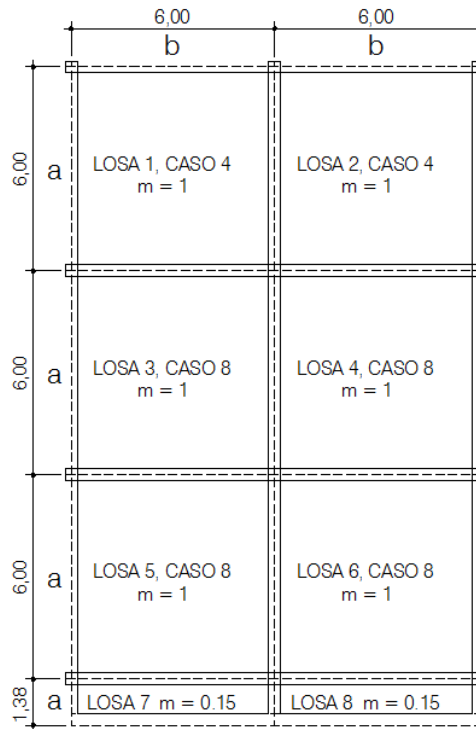 6,00 6,00
b b
6,00 a LOSA 1, CASO 4 LOSA 2, CASO 4
m = 1 m = 1
6,00 a LOSA 3, CASO 8 LOSA 4, CASO 8
m = 1 m = 1
6,00 a LOSA 5, CASO 8 LOSA 6, CASO 8
m = 1 m = 1
1,38 a LOSA 7 m = 0.15 LOSA 8 m = 0.15